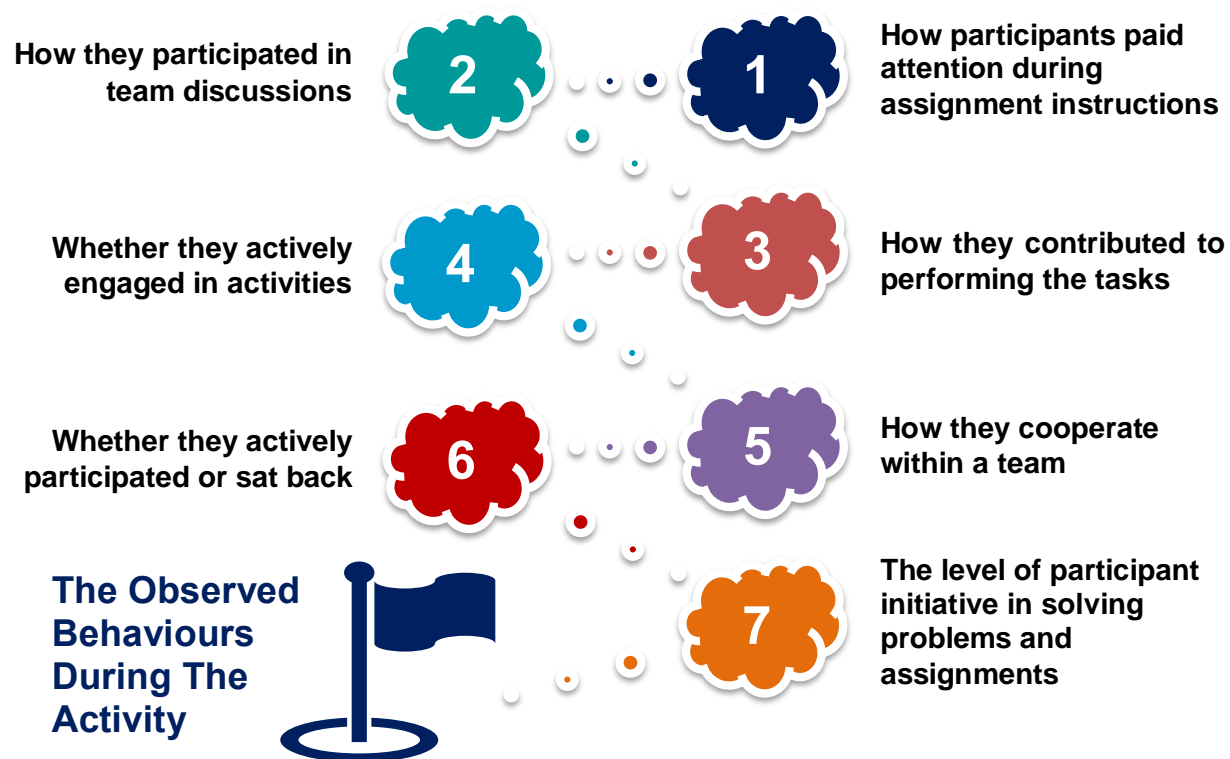 1
How participants paid
attention during
assignment instructions
2
How they participated in
team discussions
3
How they contributed to
performing the tasks
4
Whether they actively
engaged in activities
5
How they cooperate
within a team
6
Whether they actively
participated or sat back
7
The level of participant
initiative in solving
problems and
assignments
The Observed
Behaviours
During The
Activity